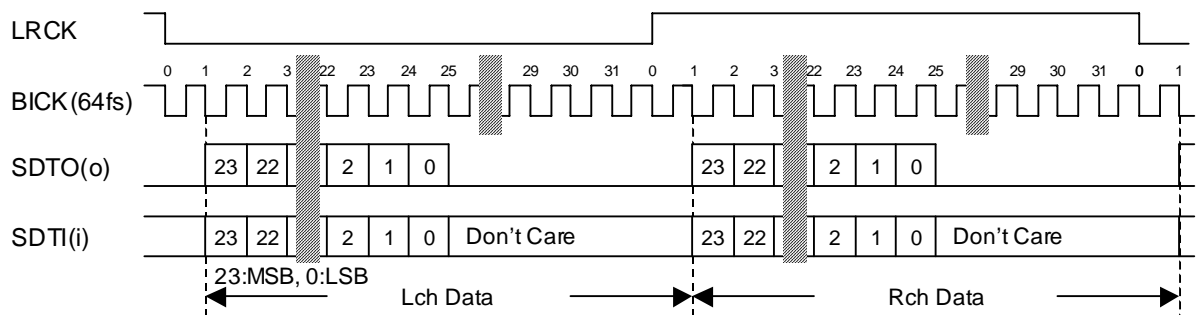 LRCK
0 1 2 3 22 23 24 25 29 30 31 0 1 2 3 22 23 24 25 29 30 31 0 1
BICK(64fs)
SDTO(o) 23 22 2 1 0 23 22 2 1 0
SDTI(i) 23 22 2 1 0 Don't Care 23 22 2 1 0 Don't Care
23:MSB, 0:LSB
Lch Data Rch Data